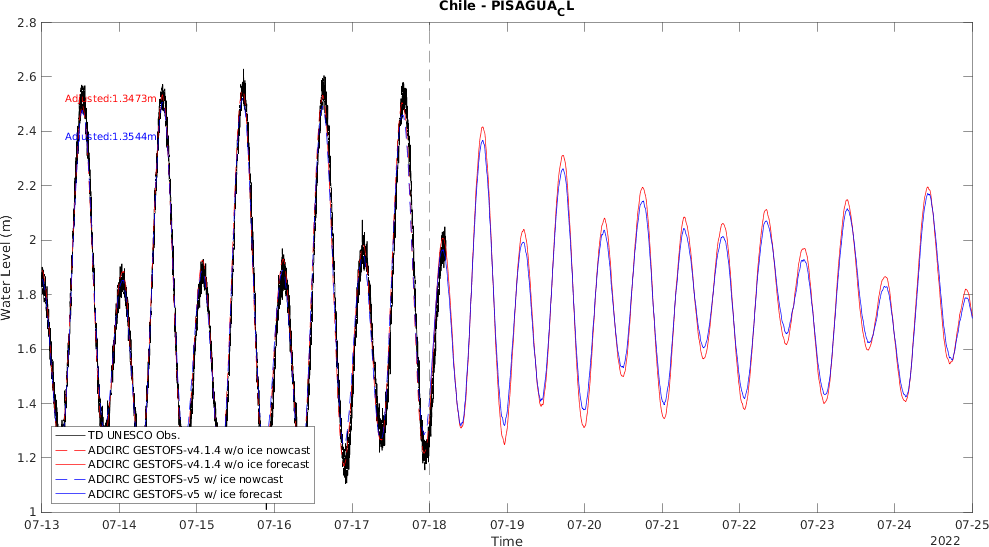 Chile - PISAGUA_CL
2.8
2.6
2.4
2.2
2
1.8
1.6
1.4
1.2
1
Water Level (m)
Adjusted:1.3473m
Adjusted:1.3544m
TD UNESCO Obs.
ADCIRC GESTOFS-v4.1.4 w/o ice nowcast
ADCIRC GESTOFS-v4.1.4 w/o ice forecast
ADCIRC GESTOFS-v5 w/ ice nowcast
ADCIRC GESTOFS-v5 w/ ice forecast
07-13 07-14 07-15 07-16 07-17 07-18 07-19 07-20 07-21 07-22 07-23 07-24 07-25
Time
2022